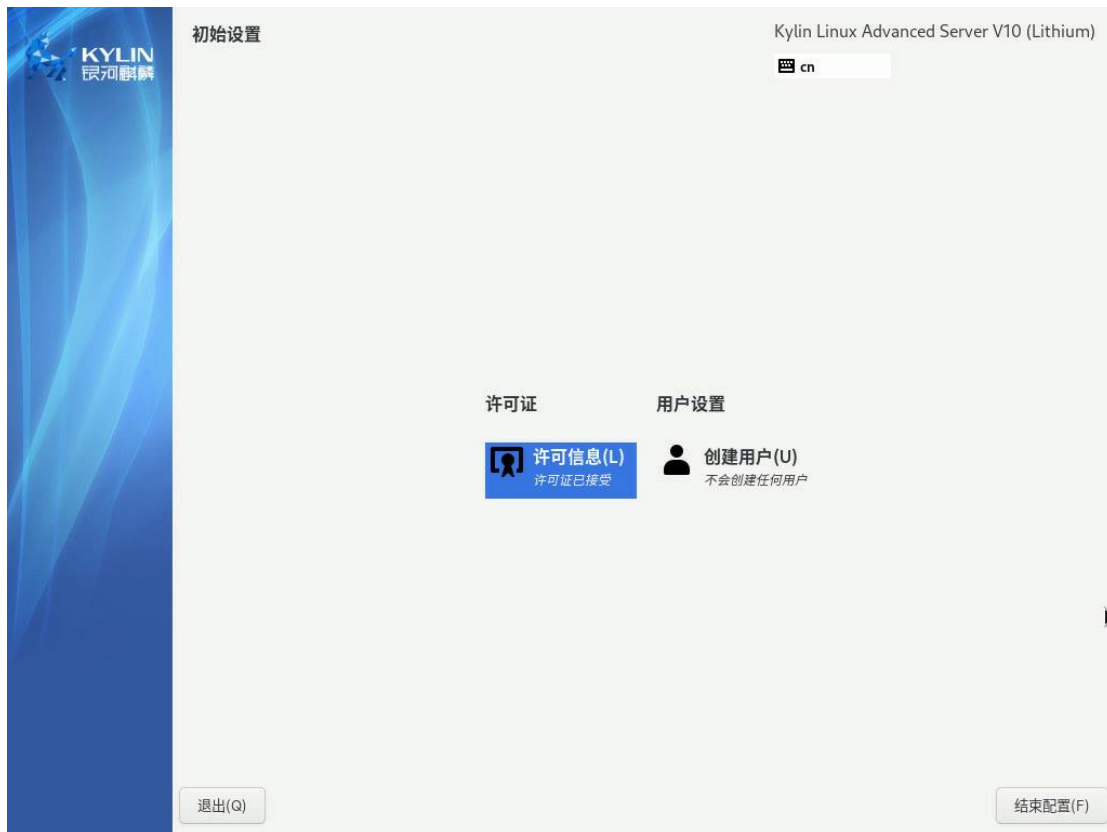 KYLIN
银河麒麟
初始设置
Kylin Linux Advanced Server V10 (Lithium)
cn
许可证
用户设置
许可信息(L)
许可证已接受
创建用户(U)
不会创建任何用户
退出(Q)
结束配置(F)